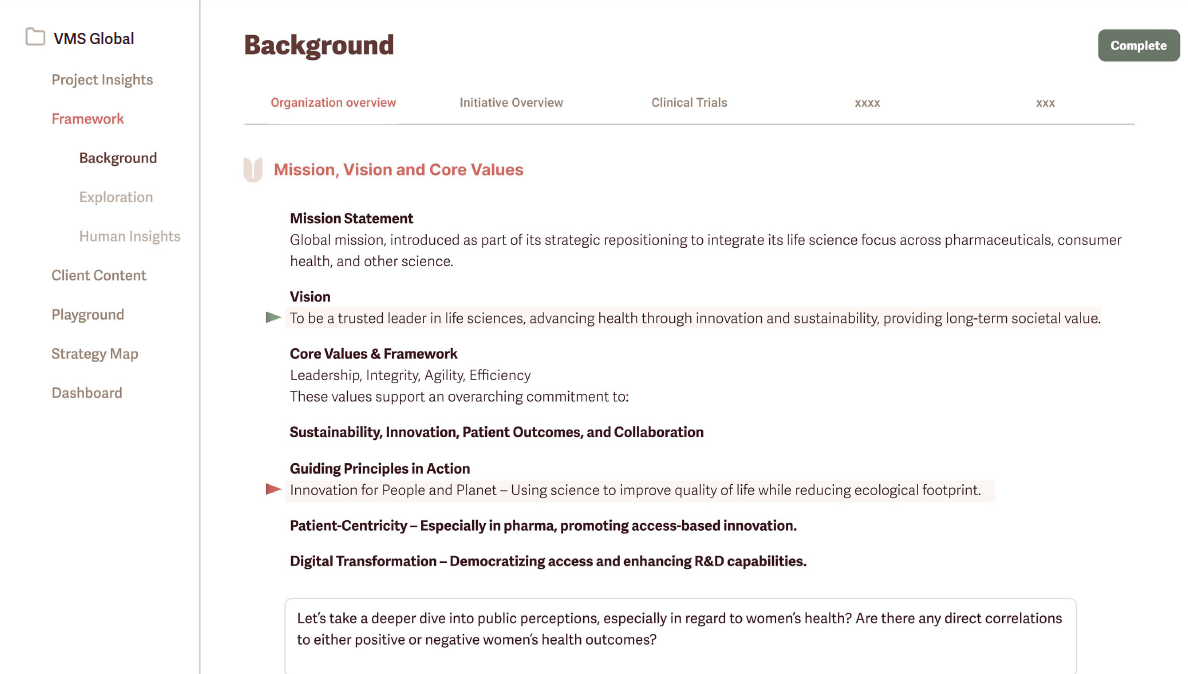 VMS Global
Project Insights
Framework
Background
Exploration
Human Insights
Client Content
Playground
Strategy Map
Dashboard
Background
Complete
Organization overview
Initiative Overview
Clinical Trials
xxxx
xxx
Mission, Vision and Core Values
Mission Statement
Global mission, introduced as part of its strategic repositioning to integrate its life science focus across pharmaceuticals, consumer
health, and other science.
Vision
To be a trusted leader in life sciences, advancing health through innovation and sustainability, providing long-term societal value.
Core Values & Framework
Leadership, Integrity, Agility, Efficiency
These values support an overarching commitment to:
Sustainability, Innovation, Patient Outcomes, and Collaboration
Guiding Principles in Action
Innovation for People and Planet – Using science to improve quality of life while reducing ecological footprint.
Patient-Centricity – Especially in pharma, promoting access-based innovation.
Digital Transformation – Democratizing access and enhancing R&D capabilities.
Let’s take a deeper dive into public perceptions, especially in regard to women’s health? Are there any direct correlations
to either positive or negative women’s health outcomes?